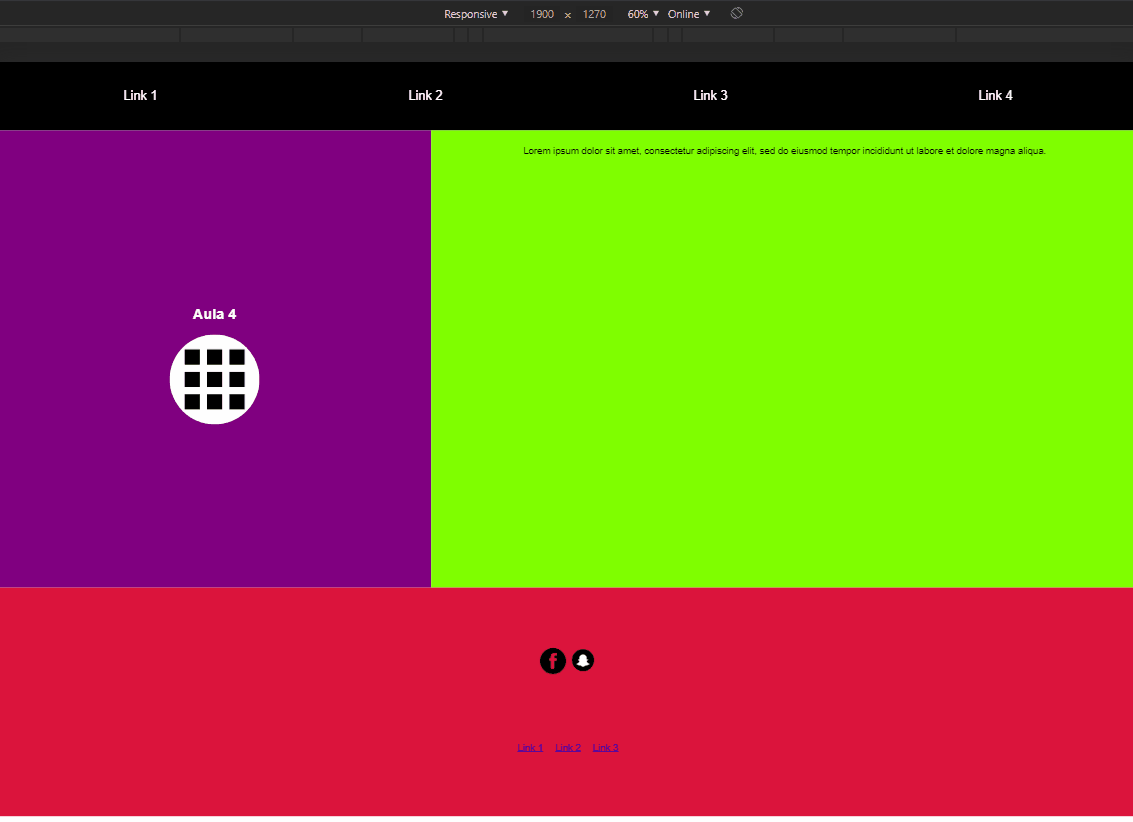 Responsive ▼ 1900 × 1270 60% ▼ Online ▼
Link 1 Link 2 Link 3 Link 4
Lorem ipsum dolor sit amet, consectetur adipiscing elit, sed do eiusmod tempor incididunt ut labore et dolore magna aliqua.
Aula 4
Link 1 Link 2 Link 3